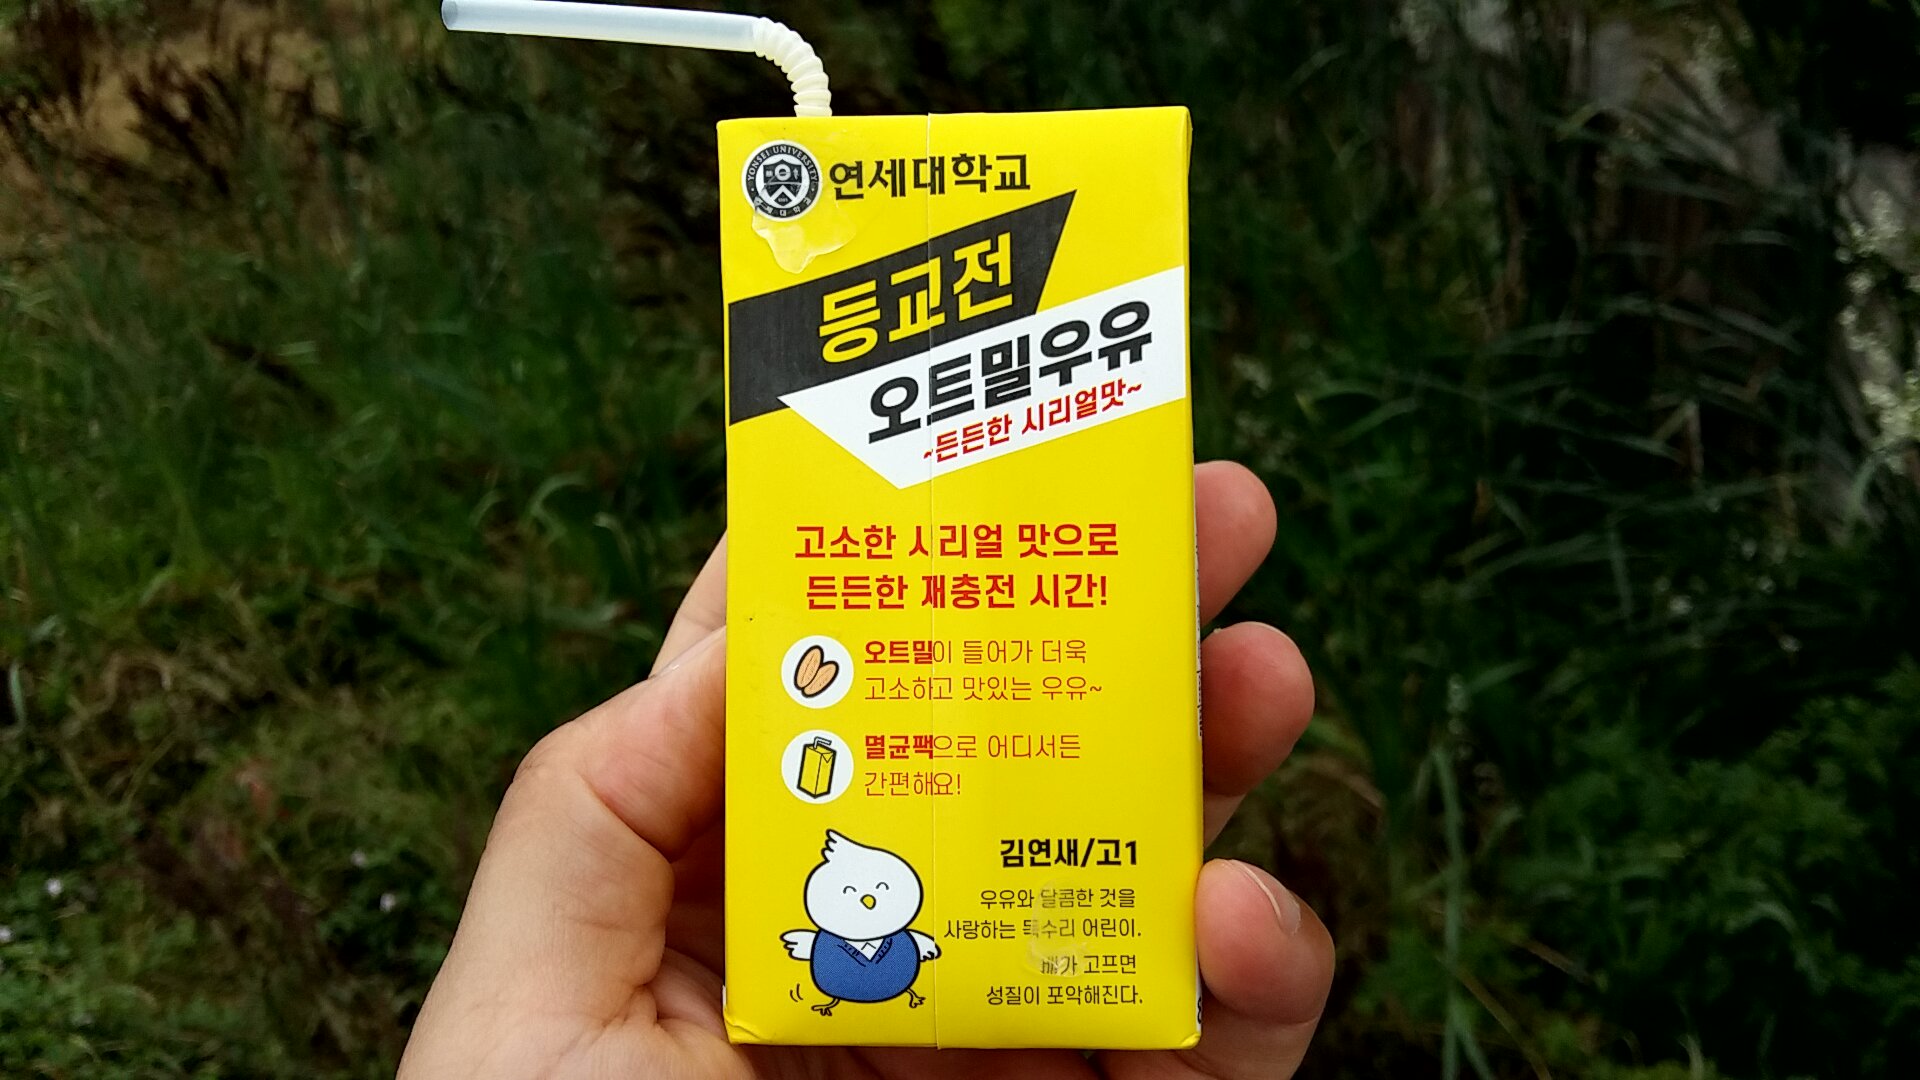 YONSEI UNIVERSITY
연세대학교
등교전
오트밀우유
~든든한 시리얼맛~
고소한 시리얼 맛으로
든든한 재충전 시간!
오트밀이 들어가 더욱
고소하고 맛있는 우유~
멸균팩으로 어디서든
간편해요!
김연새/고1
우유와 달콤한 것을
사랑하는 독수리 어린이.
배가 고프면
성질이 포악해진다.